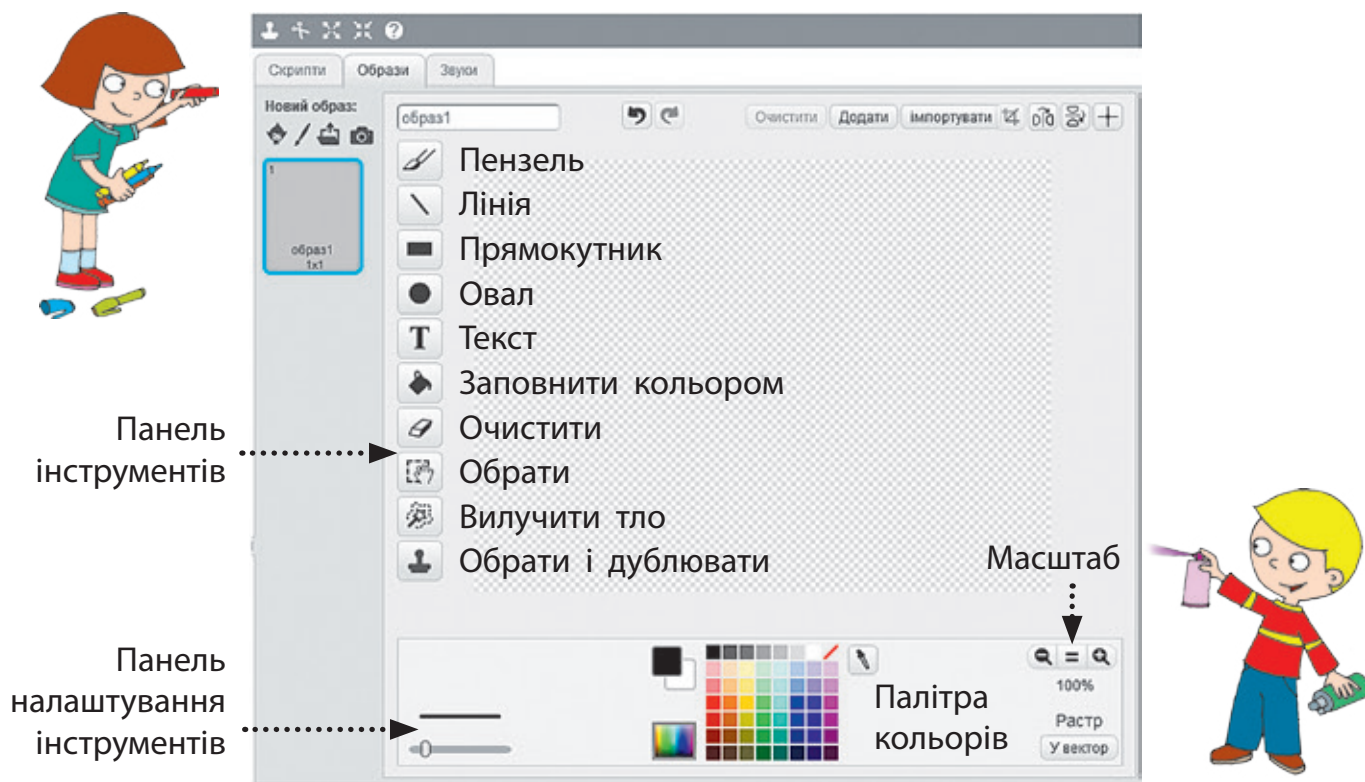 Скрипти Образи Звуки
Новий образ:
образ1
Очистити Додати імпортувати
1
образ1
1x1
Пензель
Лінія
Прямокутник
Овал
T Текст
Заповнити кольором
Очистити
Обрати
Вилучити тло
Обрати і дублювати
Панель
інструментів
Масштаб
Панель
налаштування
інструментів
Палітра
кольорів
100%
Растр
У вектор